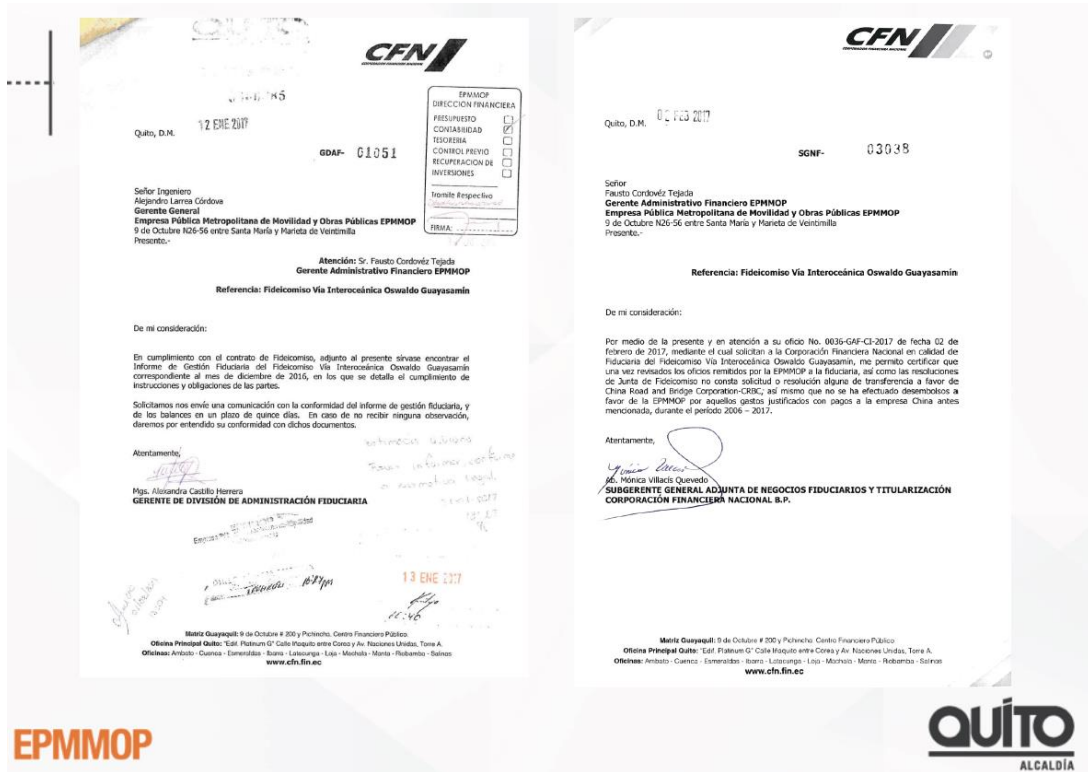 CFN
CORPORACIÓN FINANCIERA NACIONAL
Quito, D.M.
12 ENE 2017
GDAF- 01051
EPMMOP
DIRECCION FINANCIERA
PRESUPUESTO
CONTABILIDAD
TESORERIA
CONTROL PREVIO
RECUPERACION DE
INVERSIONES
Tramite Respectivo
FIRMA:
Señor Ingeniero
Alejandro Larrea Córdova
Gerente General
Empresa Pública Metropolitana de Movilidad y Obras Públicas EPMMOP
9 de Octubre N26-56 entre Santa María y Marieta de Veintimilla
Presente.-
Atención: Sr. Fausto Cordovéz Tejada
Gerente Administrativo Financiero EPMMOP
Referencia: Fideicomiso Vía Interoceánica Oswaldo Guayasamín
De mi consideración:
En cumplimiento con el contrato de Fideicomiso, adjunto al presente sírvase encontrar el
Informe de Gestión Fiduciaria del Fideicomiso Vía Interoceánica Oswaldo Guayasamín
correspondiente al mes de diciembre de 2016, en los que se detalla el cumplimiento de
instrucciones y obligaciones de las partes.
Solicitamos nos envíe una comunicación con la conformidad del informe de gestión fiduciaria, y
de los balances en un plazo de quince días. En caso de no recibir ninguna observación,
daremos por entendido su conformidad con dichos documentos.
Atentamente,
Mgs. Alexandra Castillo Herrera
GERENTE DE DIVISIÓN DE ADMINISTRACIÓN FIDUCIARIA
13 ENE 2017
Matriz Guayaquil: 9 de Octubre # 200 y Pichincha. Centro Financiero Público.
Oficina Principal Quito: "Edif. Platinum G" Calle Iñaquito entre Corea y Av. Naciones Unidas, Torre A.
Oficinas: Ambato - Cuenca - Esmeraldas - Ibarra - Latacunga - Loja - Machala - Manta - Riobamba - Salinas
www.cfn.fin.ec
CFN
CORPORACIÓN FINANCIERA NACIONAL
Quito, D.M.
FEB 2017
SGNF- 03038
Señor
Fausto Cordovéz Tejada
Gerente Administrativo Financiero EPMMOP
Empresa Pública Metropolitana de Movilidad y Obras Públicas EPMMOP
9 de Octubre N26-56 entre Santa María y Marieta de Veintimilla
Presente.-
Referencia: Fideicomiso Vía Interoceánica Oswaldo Guayasamín
De mi consideración:
Por medio de la presente y en atención a su oficio No. 0036-GAF-CI-2017 de fecha 02 de
febrero de 2017, mediante el cual solicitan a la Corporación Financiera Nacional en calidad de
Fiduciaria del Fideicomiso Vía Interoceánica Oswaldo Guayasamín, me permito certificar que
una vez revisados los oficios remitidos por la EPMMOP a la fiduciaria, así como las resoluciones
de Junta de Fideicomiso no consta solicitud o resolución alguna de transferencia a favor de
China Road and Bridge Corporation-CRBC; así mismo que no se ha efectuado desembolsos a
favor de la EPMMOP por aquellos gastos justificados con pagos a la empresa China antes
mencionada, durante el período 2006 – 2017.
Atentamente,
Ab. Mónica Villacís Quevedo
SUBGERENTE GENERAL ADJUNTA DE NEGOCIOS FIDUCIARIOS Y TITULARIZACIÓN
CORPORACIÓN FINANCIERA NACIONAL B.P.
Matriz Guayaquil: 9 de Octubre # 200 y Pichincha. Centro Financiero Público
Oficina Principal Quito: "Edif. Platinum G" Calle Iñaquito entre Corea y Av. Naciones Unidas, Torre A.
Oficinas: Ambato - Cuenca - Esmeraldas - Ibarra - Latacunga - Loja - Machala - Manta - Riobamba - Salinas
www.cfn.fin.ec
EPMMOP
QUITO
ALCALDÍA